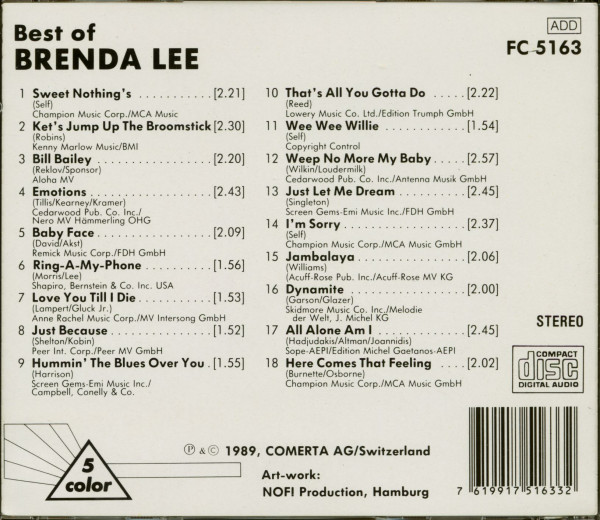 Best of
BRENDA LEE
ADD
FC 5163
1 Sweet Nothing's . . . . . . . . . . . [2.21]
(Self)
Champion Music Corp./MCA Music
2 Ket's Jump Up The Broomstick [2.30]
(Robins)
Kenny Marlow Music/BMI
3 Bill Bailey . . . . . . . . . . . . . . . . [2.20]
(Reklov/Sponsor)
Aloha MV
4 Emotions . . . . . . . . . . . . . . . . . [2.43]
(Tillis/Kearney/Kramer)
Cedarwood Pub. Co. Inc./
Nero MV Hämmerling OHG
5 Baby Face . . . . . . . . . . . . . . . . [2.09]
(David/Akst)
Remick Music Corp./FDH GmbH
6 Ring-A-My-Phone . . . . . . . . . . [1.56]
(Morris/Lee)
Shapiro, Bernstein & Co. Inc. USA
7 Love You Till I Die . . . . . . . . . . [1.53]
(Lampert/Gluck Jr.)
Anne Rachel Music Corp./MV Intersong GmbH
8 Just Because . . . . . . . . . . . . . . [1.52]
(Shelton/Kobin)
Peer Int. Corp./Peer MV GmbH
9 Hummin' The Blues Over You . [1.55]
(Harrison)
Screen Gems-Emi Music Inc./
Campbell, Conelly & Co.
10 That's All You Gotta Do . . . . . [2.22]
(Reed)
Lowery Music Co. Ltd./Edition Trumph GmbH
11 Wee Wee Willie . . . . . . . . . . . . [1.54]
(Self)
Copyright Control
12 Weep No More My Baby . . . . . [2.57]
(Wilkin/Loudermilk)
Cedarwood Pub. Co. Inc./Antenna Musik GmbH
13 Just Let Me Dream . . . . . . . . . [2.45]
(Singleton)
Screen Gems-Emi Music Inc./FDH GmbH
14 I'm Sorry . . . . . . . . . . . . . . . . . [2.37]
(Self)
Champion Music Corp./MCA Music GmbH
15 Jambalaya . . . . . . . . . . . . . . . . [2.06]
(Williams)
(Acuff-Rose Pub. Inc./Acuff-Rose MV KG
16 Dynamite . . . . . . . . . . . . . . . . . [2.00]
(Garson/Glazer)
Skidmore Music Co. Inc./Melodie
der Welt, J. Michel KG
17 All Alone Am I . . . . . . . . . . . . . [2.45]
(Hadjudakis/Altman/Joannidis)
Sope-AEPI/Edition Michel Gaetanos-AEPI
18 Here Comes That Feeling . . . . [2.02]
(Burnette/Osborne)
Champion Music Corp./MCA Music GmbH
STEREO
COMPACT
disc
DIGITAL AUDIO
5
color
℗ & © 1989, COMERTA AG/Switzerland
Art-work:
NOFI Production, Hamburg
7 619917 516332